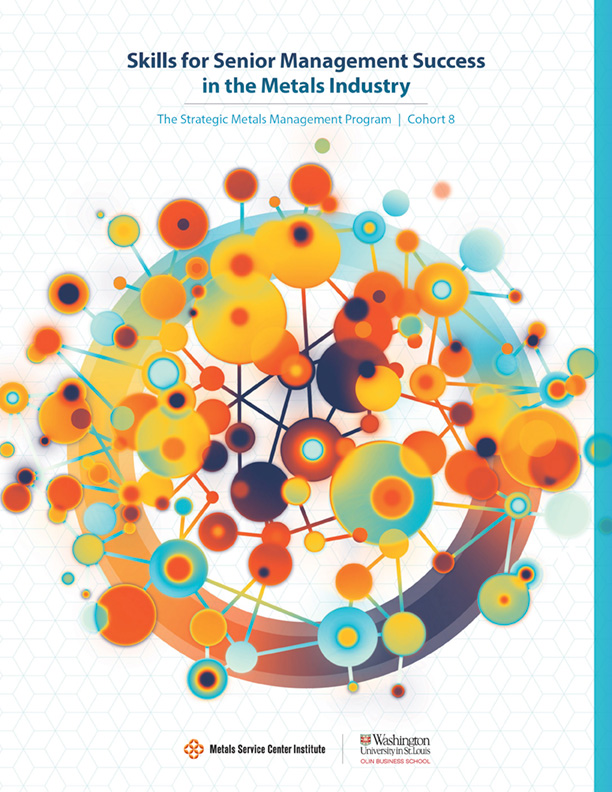 Skills for Senior Management Success
in the Metals Industry
The Strategic Metals Management Program | Cohort 8
Metals Service Center Institute
Washington
University in St. Louis
OLIN BUSINESS SCHOOL